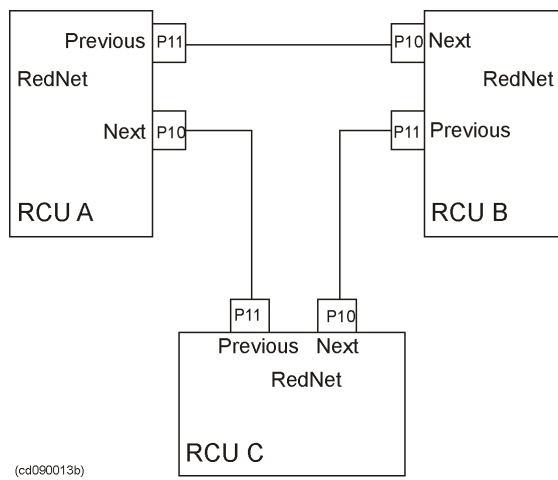 Previous P11 P10 Next
RedNet RedNet
Next P10 P11 Previous
RCU A RCU B
P11 P10
Previous Next
RedNet
RCU C
(cd090013b)